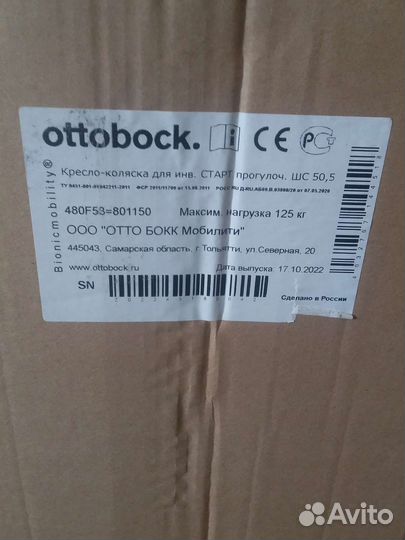 ottobock.
CE
Кресло-коляска для инв. СТАРТ прогулоч. ШС 50,5
480F53=801150 Максим. нагрузка 125 кг
ООО "ОТТО БОКК Мобилити"
445043, Самарская область, г. Тольятти, ул.Северная, 20
www.ottobock.ru Дата выпуска: 17.10.2022
SN
Сделано в России
Bionicmobility®
Avito